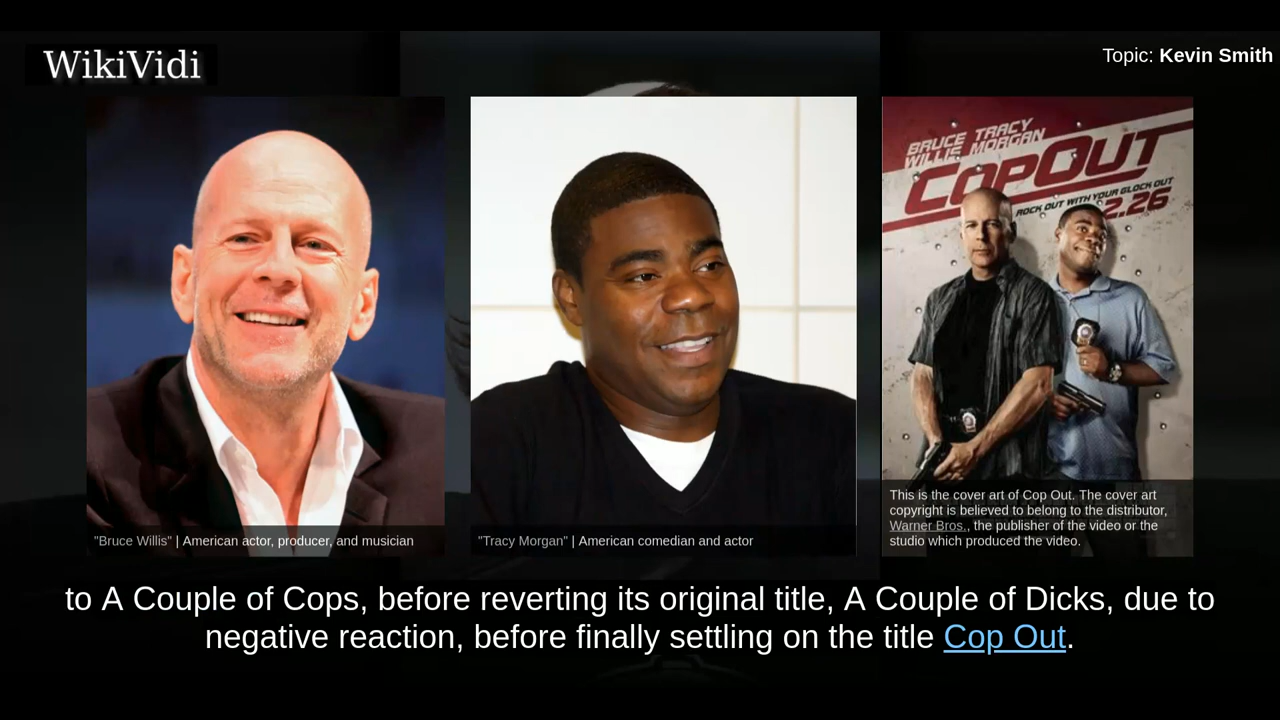 WikiVidi
Topic: Kevin Smith
BRUCE TRACY
WILLIS MORGAN
COPOUT
ROCK OUT WITH YOUR GLOCK OUT
2.26
"Bruce Willis" | American actor, producer, and musician
"Tracy Morgan" | American comedian and actor
This is the cover art of Cop Out. The cover art
copyright is believed to belong to the distributor,
Warner Bros., the publisher of the video or the
studio which produced the video.
to A Couple of Cops, before reverting its original title, A Couple of Dicks, due to
negative reaction, before finally settling on the title Cop Out.